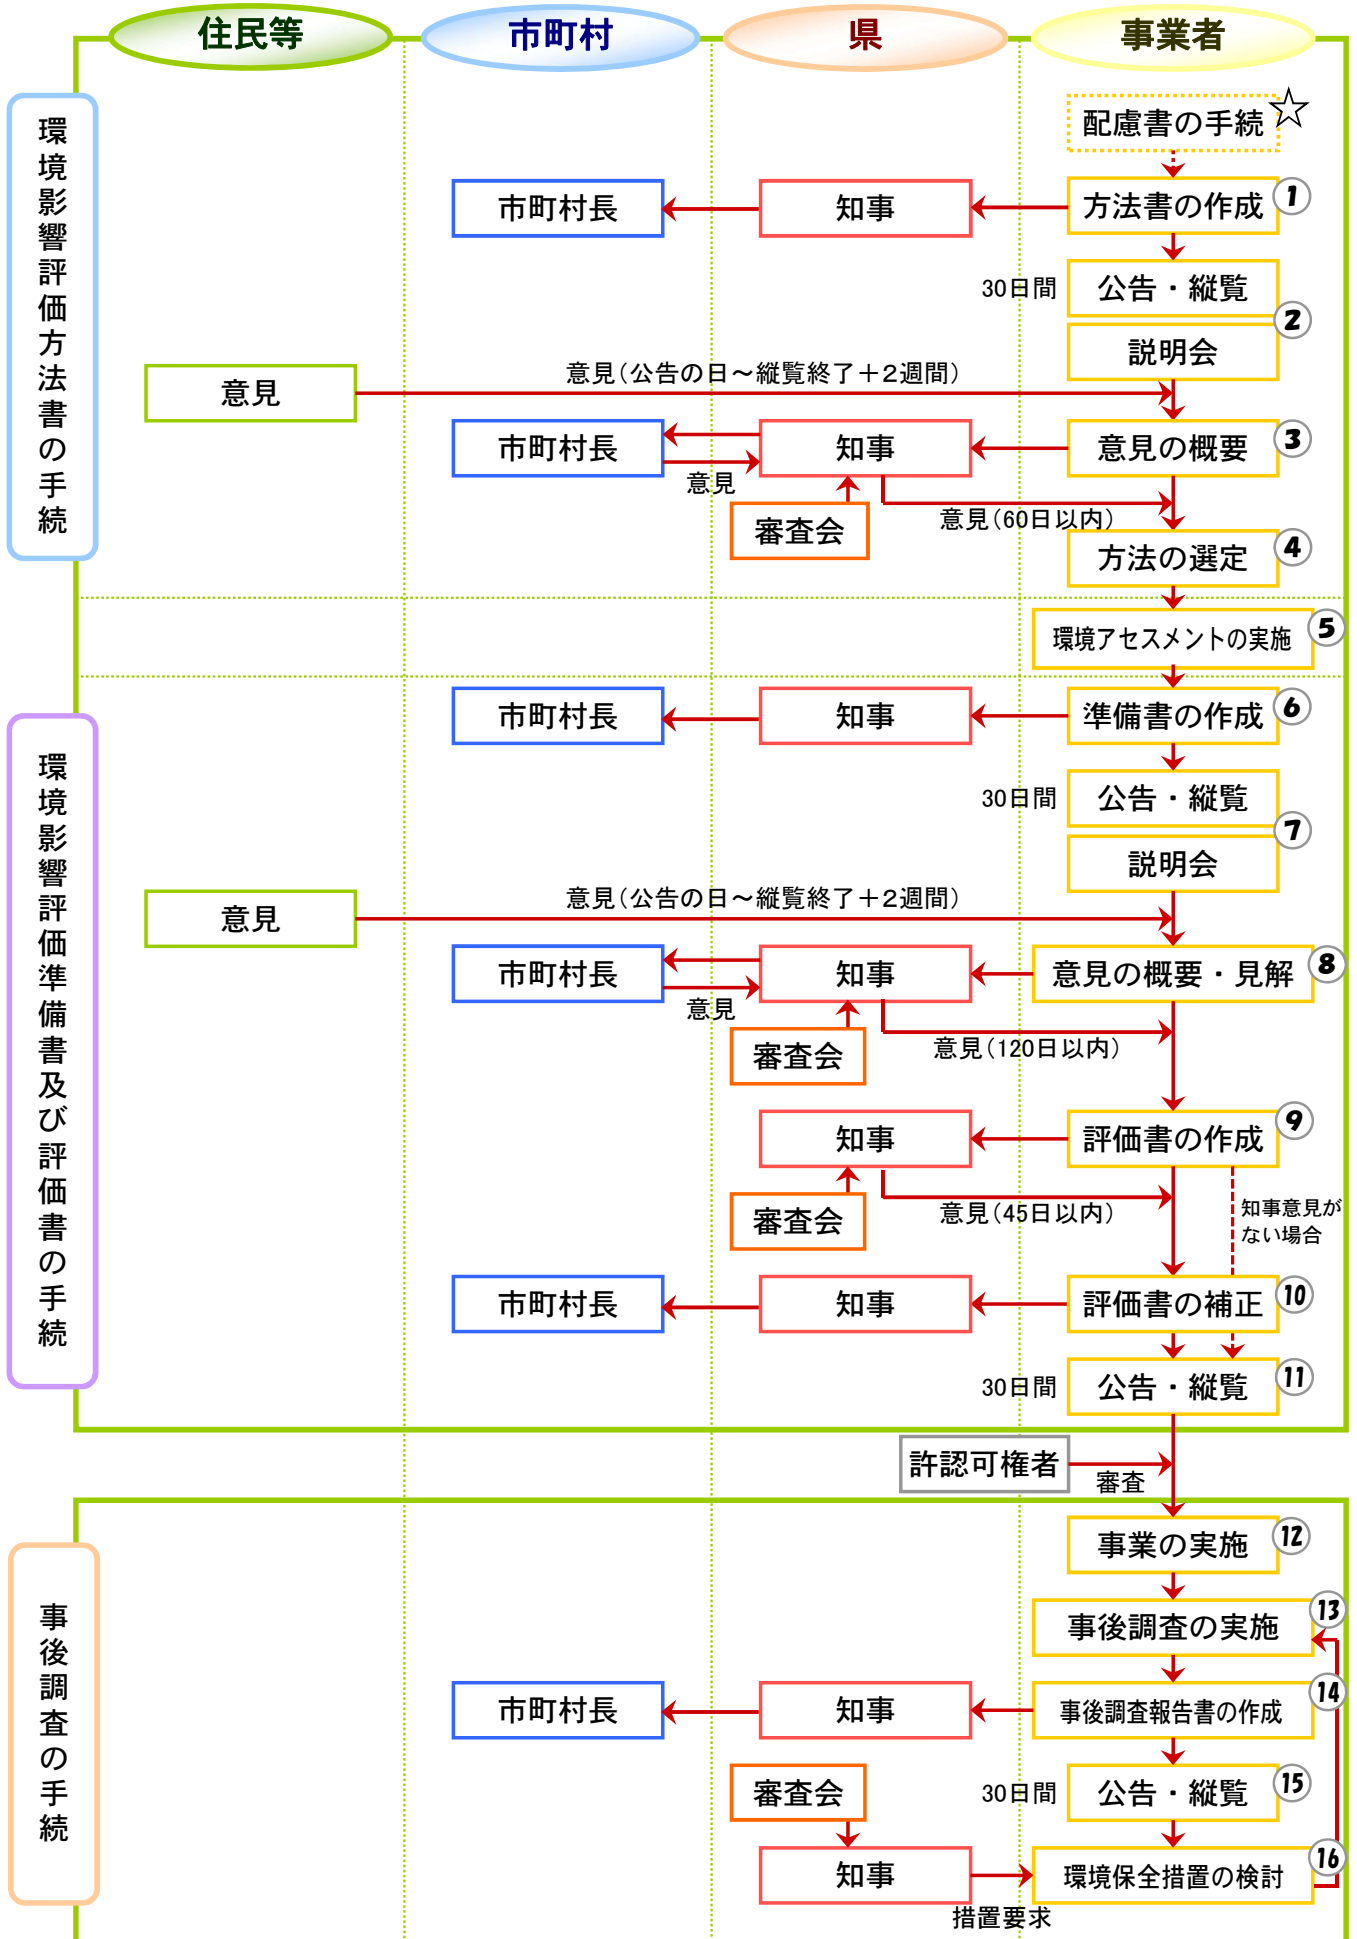 住民等
市町村
県
事業者
環境影響評価方法書の手続
配慮書の手続
☆
市町村長
知事
方法書の作成
1
30日間
公告・縦覧
2
説明会
意見
意見(公告の日～縦覧終了＋2週間)
市町村長
知事
意見の概要
3
意見
審査会
意見(60日以内)
方法の選定
4
環境アセスメントの実施
5
環境影響評価準備書及び評価書の手続
市町村長
知事
準備書の作成
6
30日間
公告・縦覧
7
説明会
意見
意見(公告の日～縦覧終了＋2週間)
市町村長
知事
意見の概要・見解
8
意見
審査会
意見(120日以内)
知事
評価書の作成
9
審査会
意見(45日以内)
知事意見が
ない場合
市町村長
知事
評価書の補正
10
30日間
公告・縦覧
11
許認可権者
審査
事後調査の手続
事業の実施
12
事後調査の実施
13
市町村長
知事
事後調査報告書の作成
14
審査会
30日間
公告・縦覧
15
知事
環境保全措置の検討
16
措置要求